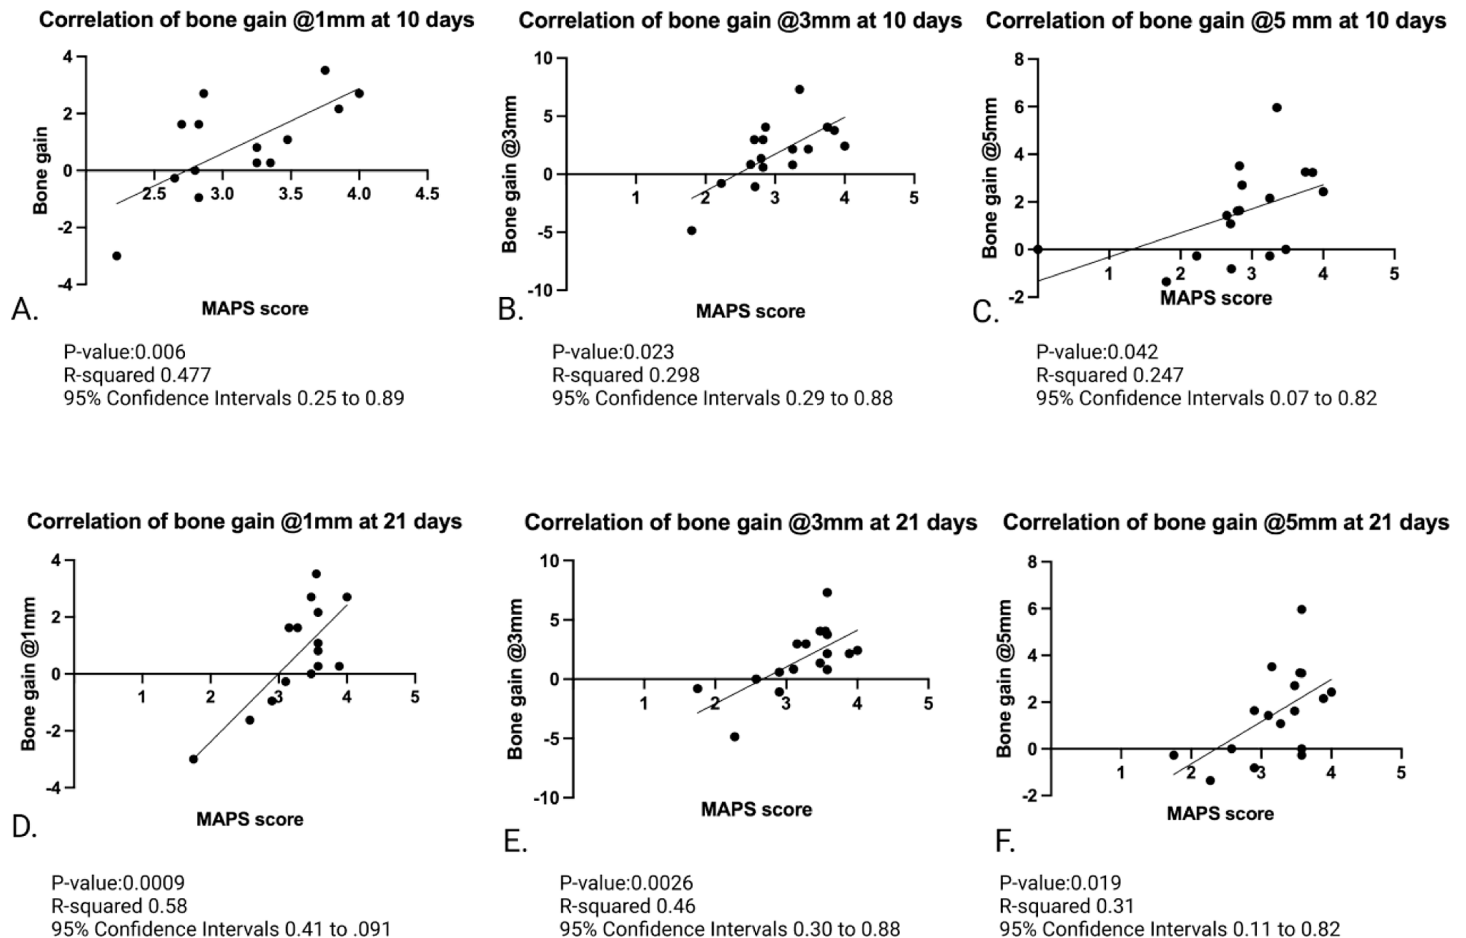 Correlation of bone gain @1mm at 10 days
4
2
0
-2
-4
2.5 3.0 3.5 4.0 4.5
Bone gain
MAPS score
A.
P-value:0.006
R-squared 0.477
95% Confidence Intervals 0.25 to 0.89
Correlation of bone gain @3mm at 10 days
10
5
0
-5
-10
1 2 3 4 5
Bone gain @3mm
MAPS score
B.
P-value:0.023
R-squared 0.298
95% Confidence Intervals 0.29 to 0.88
Correlation of bone gain @5 mm at 10 days
8
6
4
2
0
-2
1 2 3 4 5
Bone gain @5mm
MAPS score
C.
P-value:0.042
R-squared 0.247
95% Confidence Intervals 0.07 to 0.82
Correlation of bone gain @1mm at 21 days
4
2
0
-2
-4
1 2 3 4 5
Bone gain @1mm
MAPS score
D.
P-value:0.0009
R-squared 0.58
95% Confidence Intervals 0.41 to .091
Correlation of bone gain @3mm at 21 days
10
5
0
-5
-10
1 2 3 4 5
Bone gain @3mm
MAPS score
E.
P-value:0.0026
R-squared 0.46
95% Confidence Intervals 0.30 to 0.88
Correlation of bone gain @5mm at 21 days
8
6
4
2
0
-2
1 2 3 4 5
Bone gain @5mm
MAPS score
F.
P-value:0.019
R-squared 0.31
95% Confidence Intervals 0.11 to 0.82